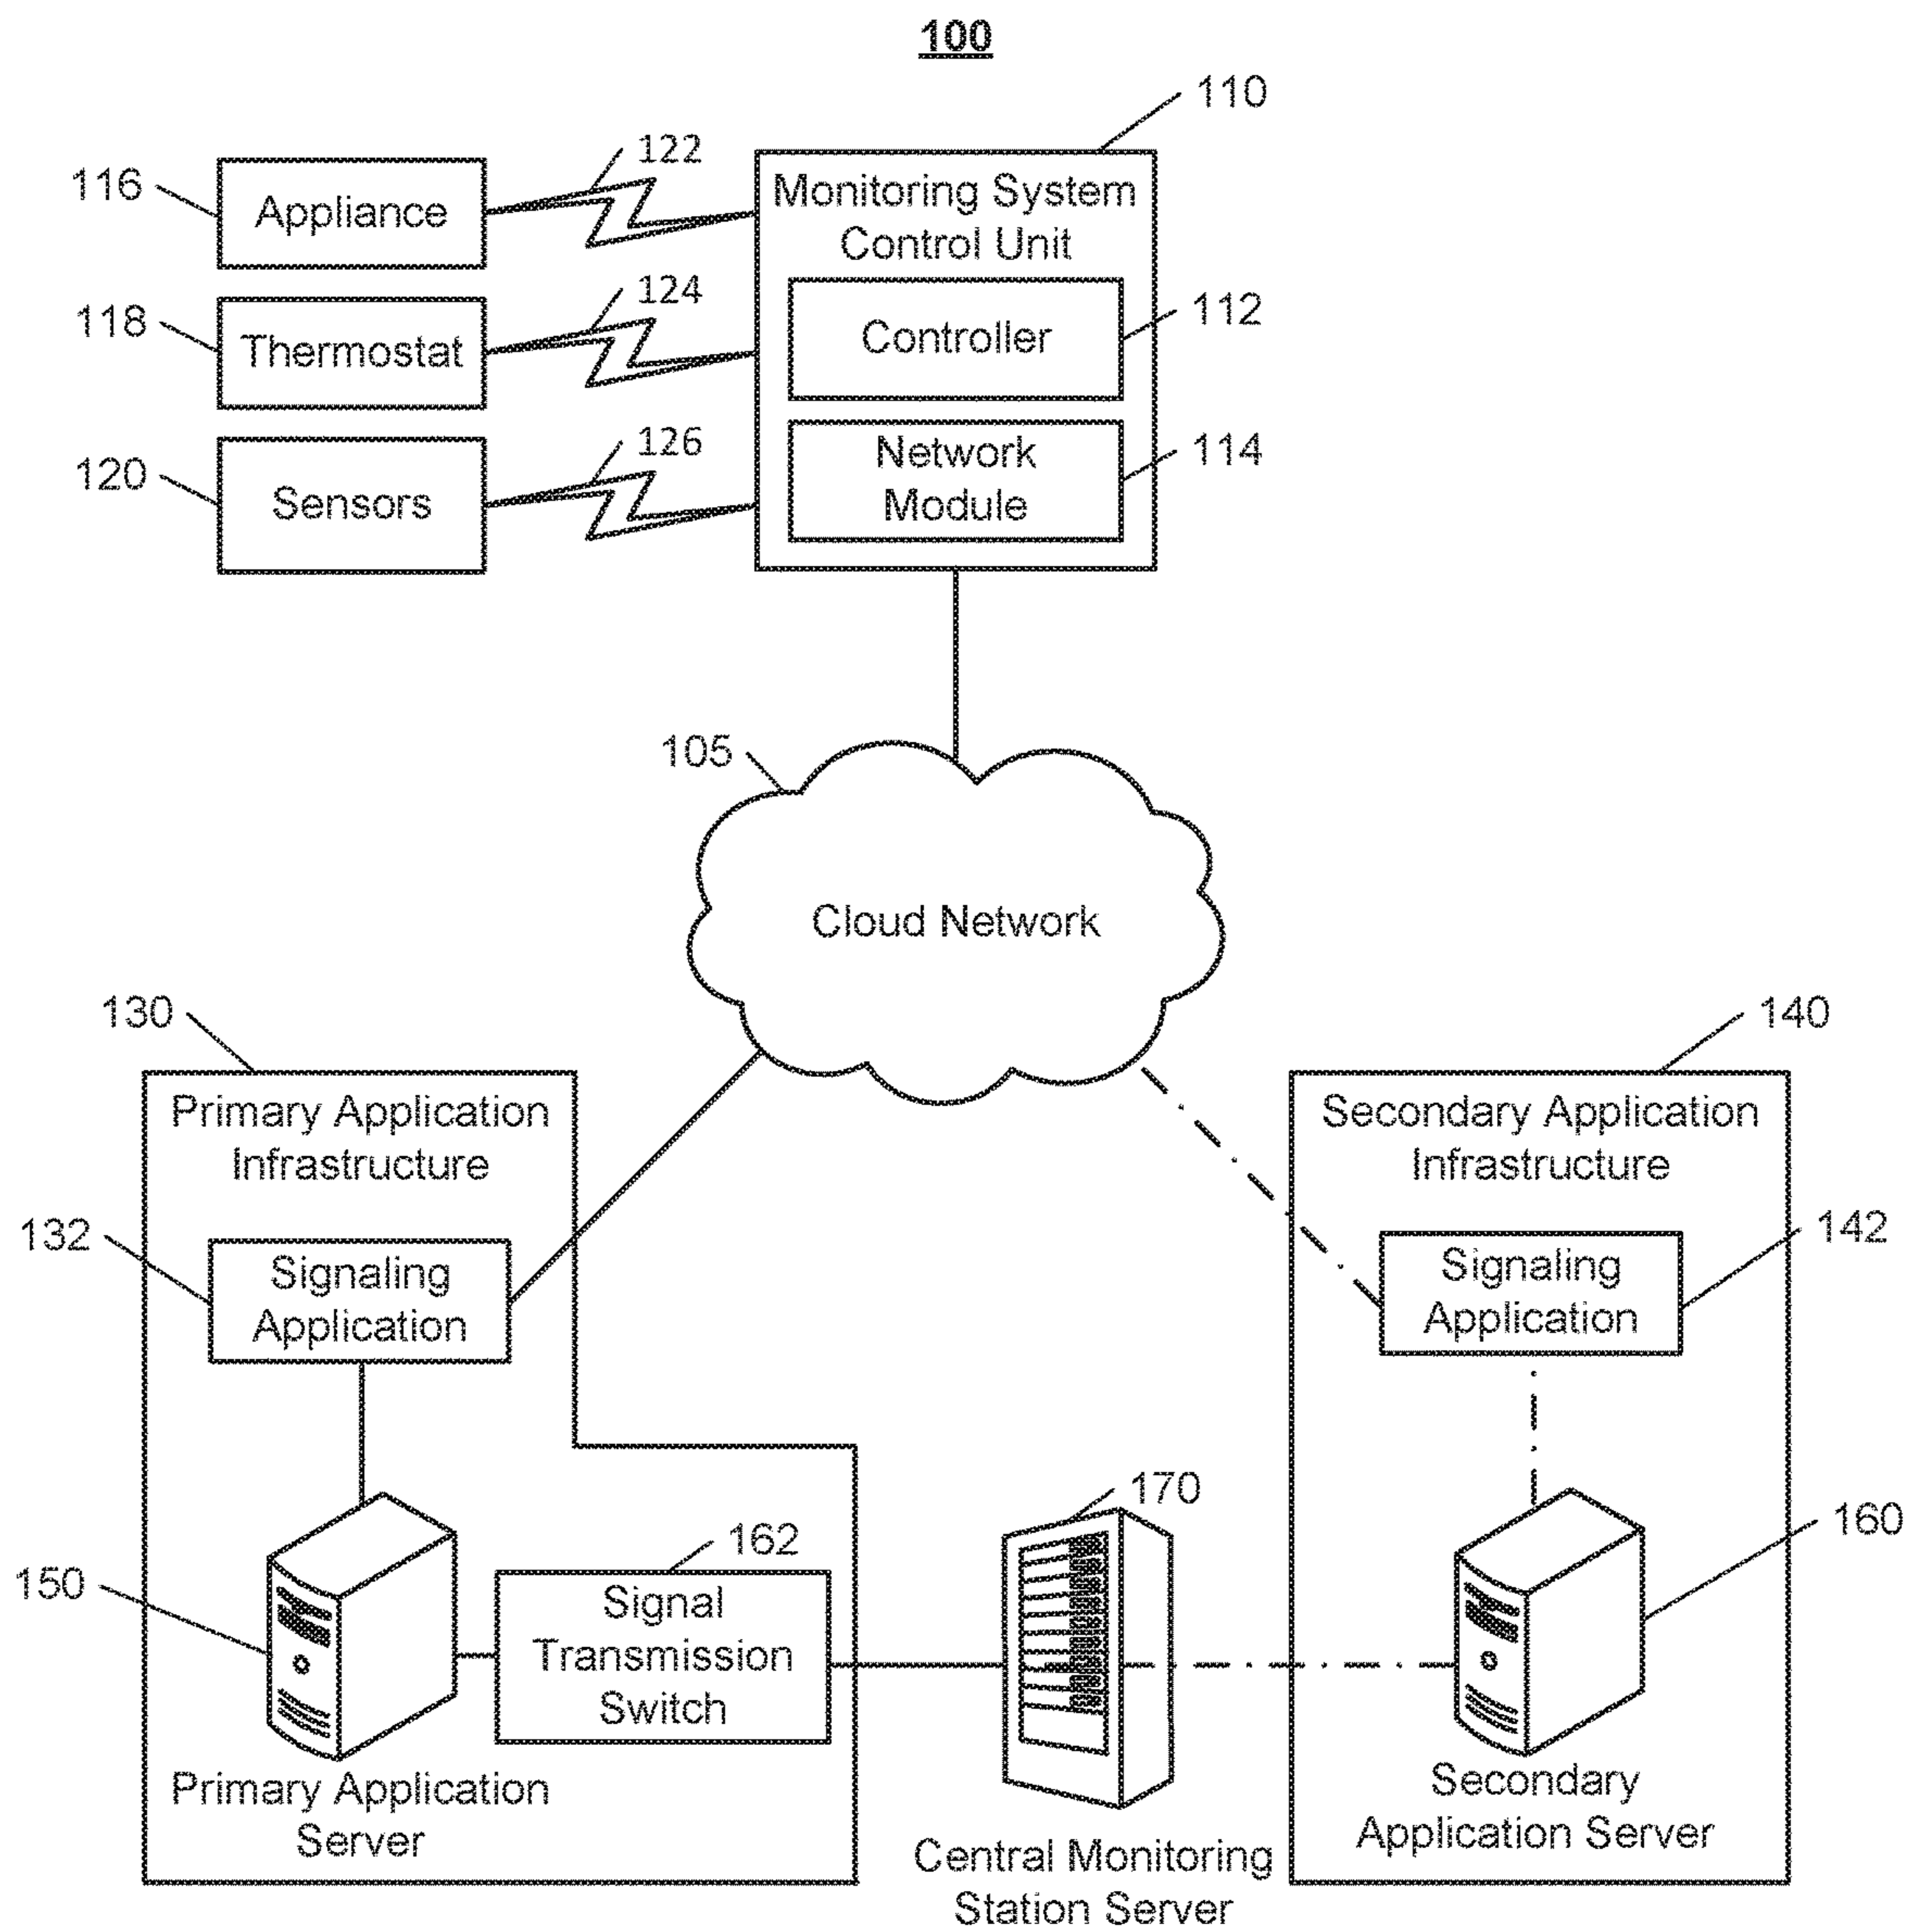 100
110
122
116
Appliance
Monitoring System
Control Unit
124
118
Thermostat
Controller
112
126
120
Sensors
Network
Module
114
105
Cloud Network
130
140
Primary Application
Infrastructure
Secondary Application
Infrastructure
132
Signaling
Application
Signaling
Application
142
170
162
160
150
Signal
Transmission
Switch
Primary Application
Server
Secondary
Application Server
Central Monitoring
Station Server